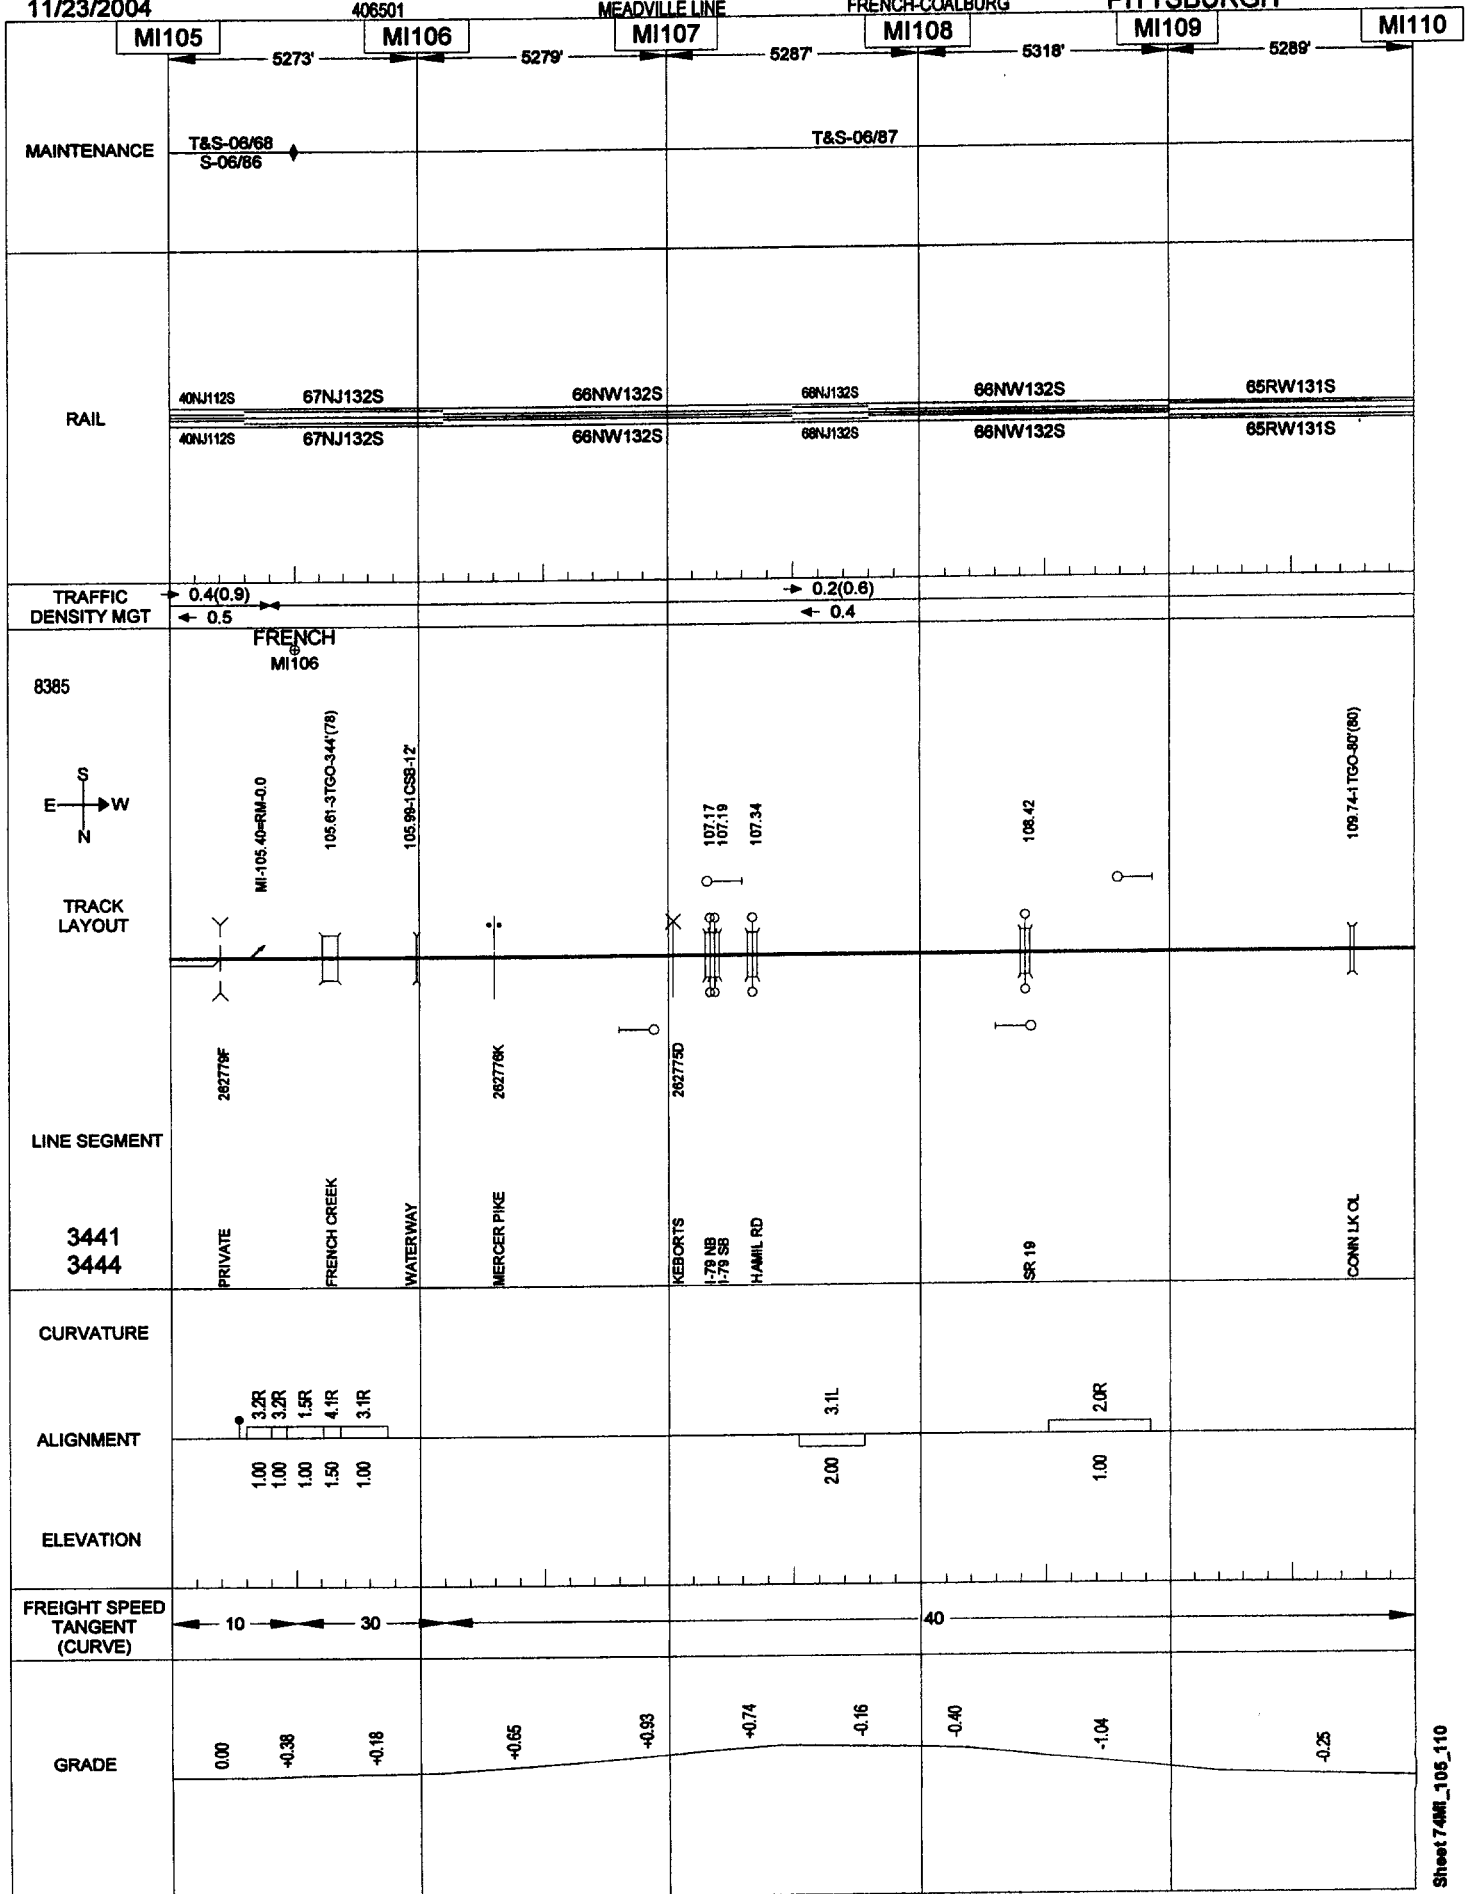 11/23/2004 406501 MEADVILLE LINE FRENCH-COALBURG PITTSBURGH
MI105 MI106 MI107 MI108 MI109 MI110
5273' 5279' 5287' 5318' 5289'
MAINTENANCE
T&S-06/68
S-06/86
T&S-06/87
RAIL
40NJ112S 67NJ132S 66NW132S 68NJ132S 66NW132S 65RW131S
40NJ112S 67NJ132S 66NW132S 68NJ132S 66NW132S 65RW131S
TRAFFIC
DENSITY MGT
0.4(0.9) 0.2(0.6)
0.5 0.4
FRENCH
MI106
8385
S
E W
N
MI-105.40=RM-0.0
105.61-3TGO-344'(78)
105.99-1CSB-12'
107.17
107.19
107.34
108.42
109.74-1TGO-80'(80)
TRACK
LAYOUT
262779F
262776K
262775D
LINE SEGMENT
3441
3444
PRIVATE
FRENCH CREEK
WATERWAY
MERCER PIKE
KEBORTS
I-79 NB
I-79 SB
HAMIL RD
SR 19
CONN LK OL
CURVATURE
3.2R 3.2R 1.5R 4.1R 3.1R 3.1L 2.0R
ALIGNMENT
1.00 1.00 1.00 1.50 1.00 2.00 1.00
ELEVATION
FREIGHT SPEED
TANGENT
(CURVE)
10 30 40
GRADE
0.00 +0.38 +0.18 +0.65 +0.93 +0.74 -0.16 -0.40 -1.04 -0.25
Sheet 74MI_105_110